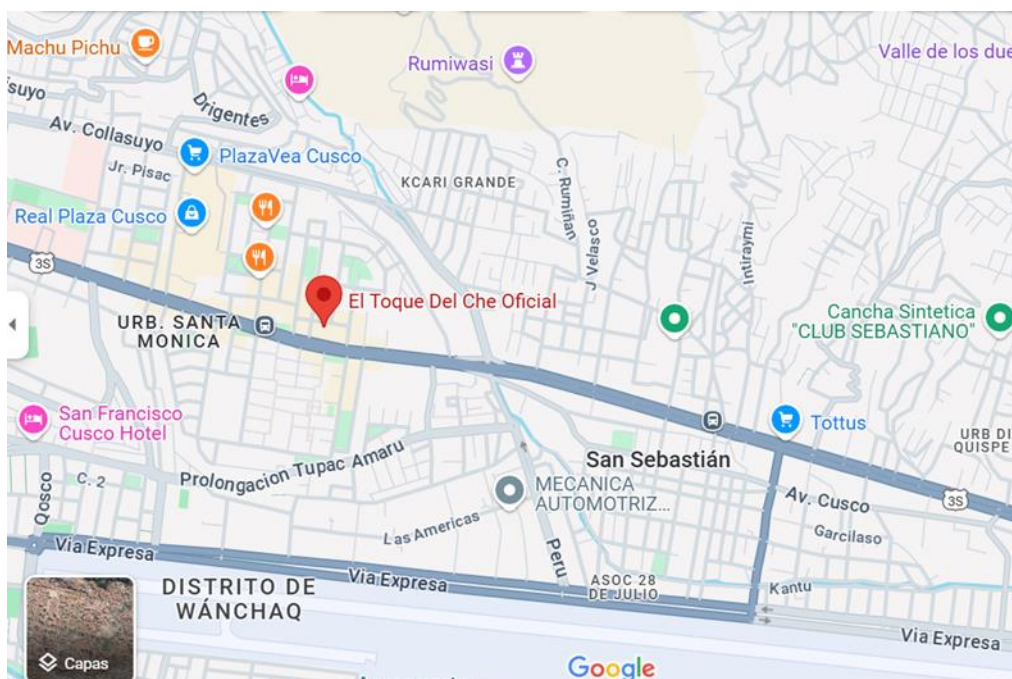 Machu Pichu
Rumiwasi
Valle de los due
suyo
Drigentes
Av. Collasuyo
PlazaVea Cusco
Jr. Pisac
KCARI GRANDE
C. Rumiñan
J Velasco
Intiraymi
Real Plaza Cusco
3S
El Toque Del Che Oficial
Cancha Sintetica
"CLUB SEBASTIANO"
URB. SANTA
MONICA
San Francisco
Cusco Hotel
Tottus
URB DI
QUISPE
San Sebastián
Prolongacion Tupac Amaru
C. 2
MECANICA
AUTOMOTRIZ...
Av. Cusco
3S
Qosco
Las Americas
Garcilaso
Via Expresa
Peru
Via Expresa
ASOC 28
DE JULIO
Kantu
DISTRITO DE
WÁNCHAQ
Via Expresa
Capas
Google